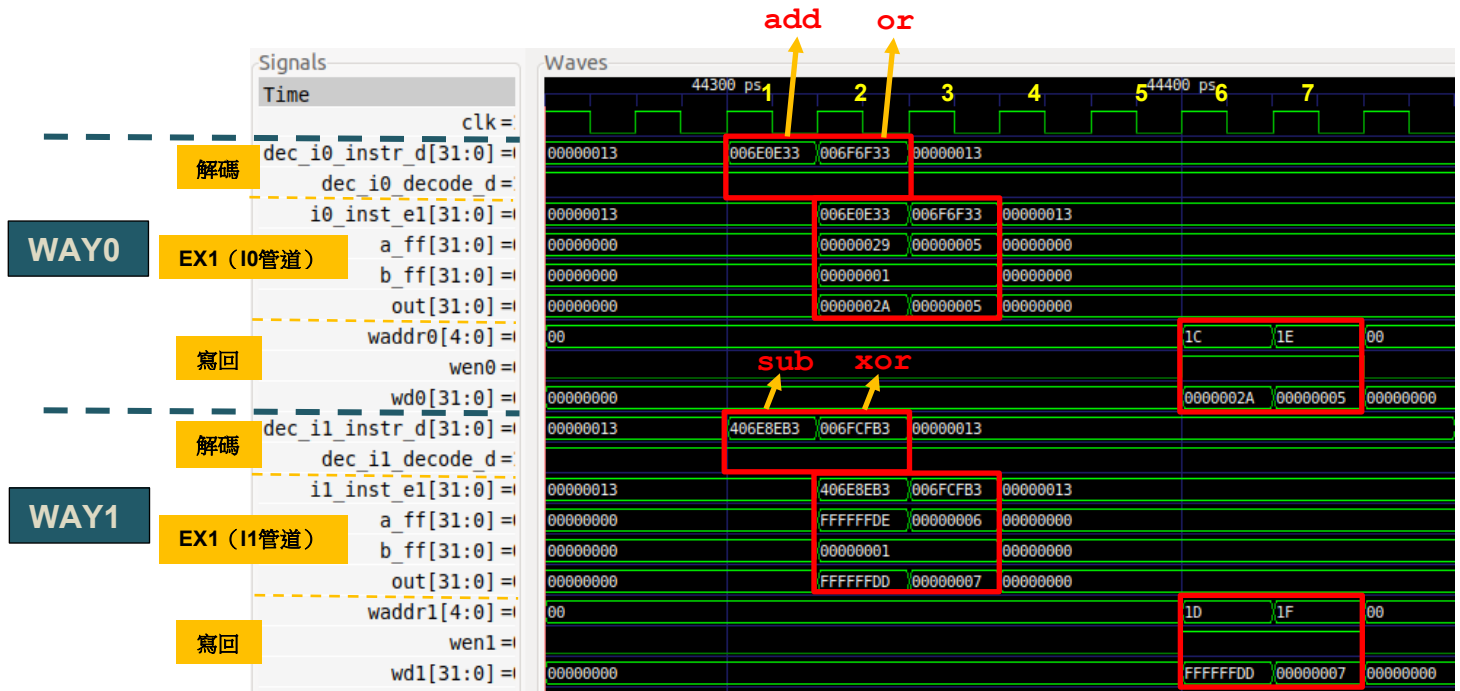 add or
Signals Waves
Time 44300 ps 44400 ps
1 2 3 4 5 6 7
clk =
解碼
dec_i0_instr_d[31:0] = 00000013 006E0E33 006F6F33 00000013
dec_i0_decode_d =
WAY0
EX1（I0管道）
i0_inst_e1[31:0] = 00000013 006E0E33 006F6F33 00000013
a_ff[31:0] = 00000000 00000029 00000005 00000000
b_ff[31:0] = 00000000 00000001 00000000
out[31:0] = 00000000 0000002A 00000005 00000000
寫回
waddr0[4:0] = 00 1C 1E 00
wen0 =
wd0[31:0] = 00000000 0000002A 00000005 00000000
sub xor
解碼
dec_i1_instr_d[31:0] = 00000013 406E8EB3 006FCFB3 00000013
dec_i1_decode_d =
WAY1
EX1（I1管道）
i1_inst_e1[31:0] = 00000013 406E8EB3 006FCFB3 00000013
a_ff[31:0] = 00000000 FFFFFFDE 00000006 00000000
b_ff[31:0] = 00000000 00000001 00000000
out[31:0] = 00000000 FFFFFFDD 00000007 00000000
寫回
waddr1[4:0] = 00 1D 1F 00
wen1 =
wd1[31:0] = 00000000 FFFFFFDD 00000007 00000000